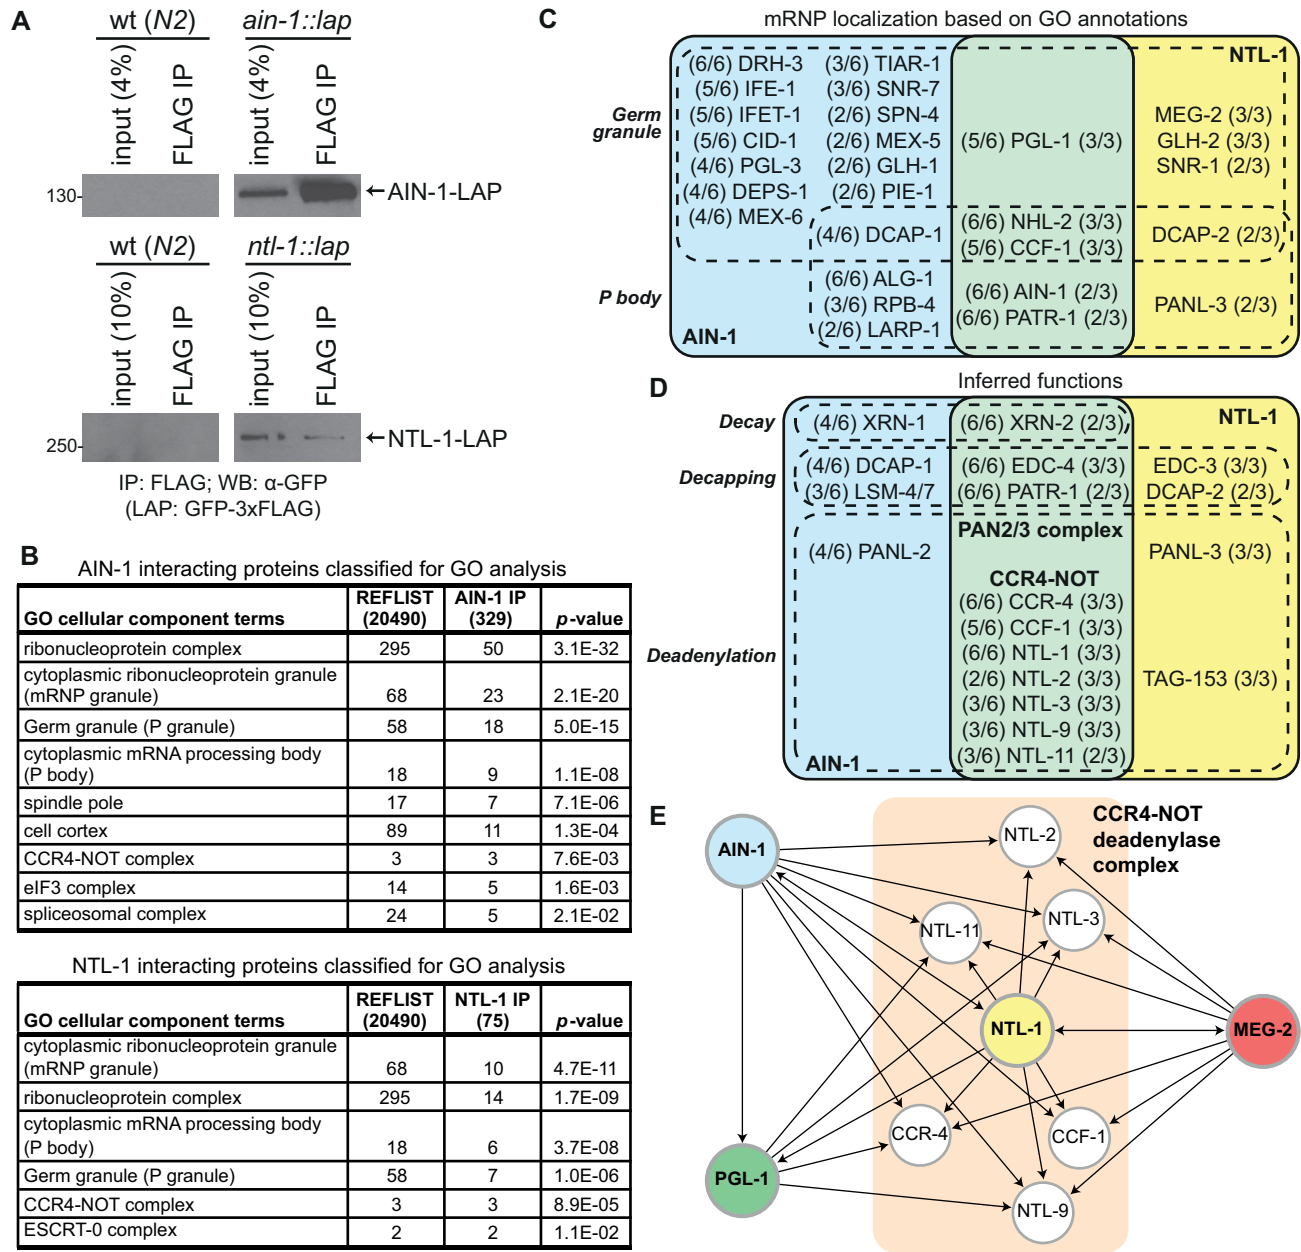 A
wt (N2)
ain-1::lap
input (4%)
FLAG IP
input (4%)
FLAG IP
130-
←AIN-1-LAP
wt (N2)
ntl-1::lap
input (10%)
FLAG IP
input (10%)
FLAG IP
250-
←NTL-1-LAP
IP: FLAG; WB: α-GFP
(LAP: GFP-3xFLAG)
B
AIN-1 interacting proteins classified for GO analysis
GO cellular component terms | REFLIST (20490) | AIN-1 IP (329) | p-value
ribonucleoprotein complex 295 50 3.1E-32
cytoplasmic ribonucleoprotein granule
(mRNP granule) 68 23 2.1E-20
Germ granule (P granule) 58 18 5.0E-15
cytoplasmic mRNA processing body
(P body) 18 9 1.1E-08
spindle pole 17 7 7.1E-06
cell cortex 89 11 1.3E-04
CCR4-NOT complex 3 3 7.6E-03
eIF3 complex 14 5 1.6E-03
spliceosomal complex 24 5 2.1E-02
NTL-1 interacting proteins classified for GO analysis
GO cellular component terms | REFLIST (20490) | NTL-1 IP (75) | p-value
cytoplasmic ribonucleoprotein granule
(mRNP granule) 68 10 4.7E-11
ribonucleoprotein complex 295 14 1.7E-09
cytoplasmic mRNA processing body
(P body) 18 6 3.7E-08
Germ granule (P granule) 58 7 1.0E-06
CCR4-NOT complex 3 3 8.9E-05
ESCRT-0 complex 2 2 1.1E-02
C
mRNP localization based on GO annotations
NTL-1
Germ
granule
(6/6) DRH-3
(5/6) IFE-1
(5/6) IFET-1
(5/6) CID-1
(4/6) PGL-3
(4/6) DEPS-1
(4/6) MEX-6
(3/6) TIAR-1
(3/6) SNR-7
(2/6) SPN-4
(2/6) MEX-5
(2/6) GLH-1
(2/6) PIE-1
(5/6) PGL-1 (3/3)
MEG-2 (3/3)
GLH-2 (3/3)
SNR-1 (2/3)
(4/6) DCAP-1
(6/6) NHL-2 (3/3)
(5/6) CCF-1 (3/3)
DCAP-2 (2/3)
P body
(6/6) ALG-1
(3/6) RPB-4
(2/6) LARP-1
(6/6) AIN-1 (2/3)
(6/6) PATR-1 (2/3)
PANL-3 (2/3)
AIN-1
D
Inferred functions
NTL-1
Decay
(4/6) XRN-1
(6/6) XRN-2 (2/3)
Decapping
(4/6) DCAP-1
(3/6) LSM-4/7
(6/6) EDC-4 (3/3)
(6/6) PATR-1 (2/3)
EDC-3 (3/3)
DCAP-2 (2/3)
Deadenylation
PAN2/3 complex
(4/6) PANL-2
PANL-3 (3/3)
CCR4-NOT
(6/6) CCR-4 (3/3)
(5/6) CCF-1 (3/3)
(6/6) NTL-1 (3/3)
(2/6) NTL-2 (3/3)
(3/6) NTL-3 (3/3)
(3/6) NTL-9 (3/3)
(3/6) NTL-11 (2/3)
TAG-153 (3/3)
AIN-1
E
CCR4-NOT
deadenylase
complex
AIN-1
NTL-2
NTL-11
NTL-3
NTL-1
MEG-2
CCR-4
CCF-1
PGL-1
NTL-9